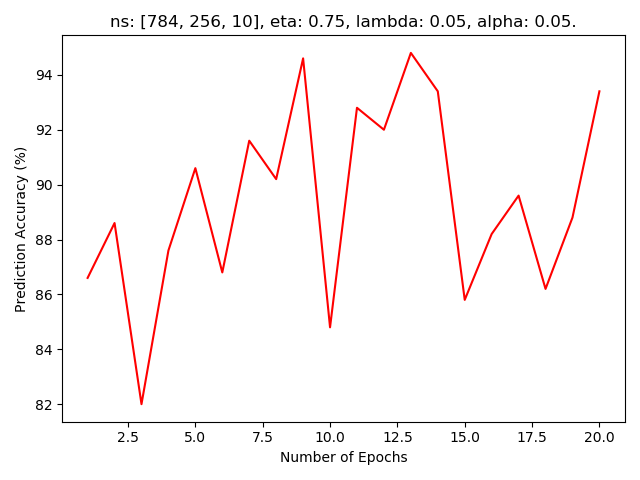 ns: [784, 256, 10], eta: 0.75, lambda: 0.05, alpha: 0.05.
94
92
90
88
86
84
82
Prediction Accuracy (%)
2.5 5.0 7.5 10.0 12.5 15.0 17.5 20.0
Number of Epochs